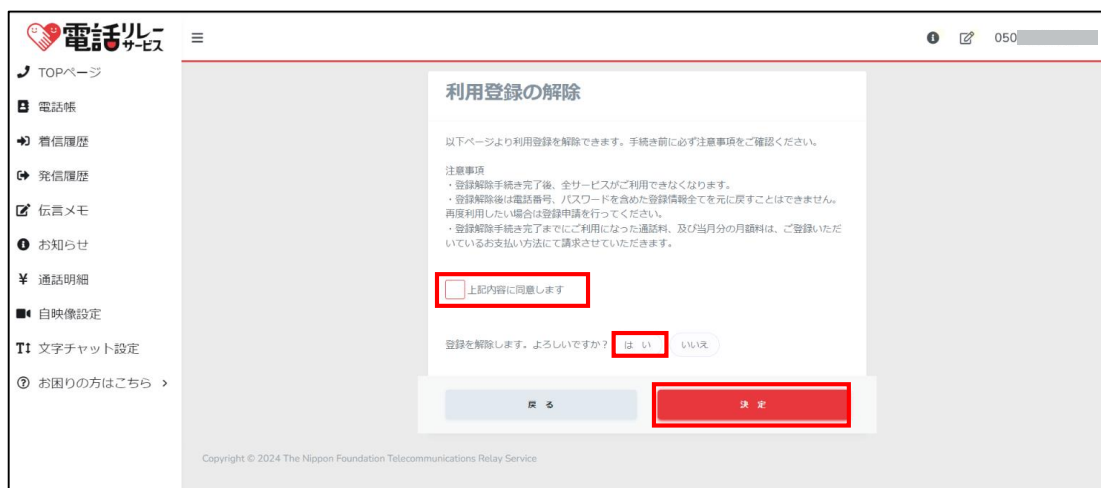 電話リレーサービス
050
TOPページ
電話帳
着信履歴
発信履歴
伝言メモ
お知らせ
¥ 通話明細
自映像設定
文字チャット設定
お困りの方はこちら >
利用登録の解除
以下ページより利用登録を解除できます。手続き前に必ず注意事項をご確認ください。
注意事項
・登録解除手続き完了後、全サービスがご利用できなくなります。
・登録解除後は電話番号、パスワードを含めた登録情報全てを元に戻すことはできません。
再度利用したい場合は登録申請を行ってください。
・登録解除手続き完了までにご利用になった通話料、及び当月分の月額料は、ご登録いただ
いているお支払い方法にて請求させていただきます。
上記内容に同意します
登録を解除します。よろしいですか? はい いいえ
戻る 決定
Copyright © 2024 The Nippon Foundation Telecommunications Relay Service